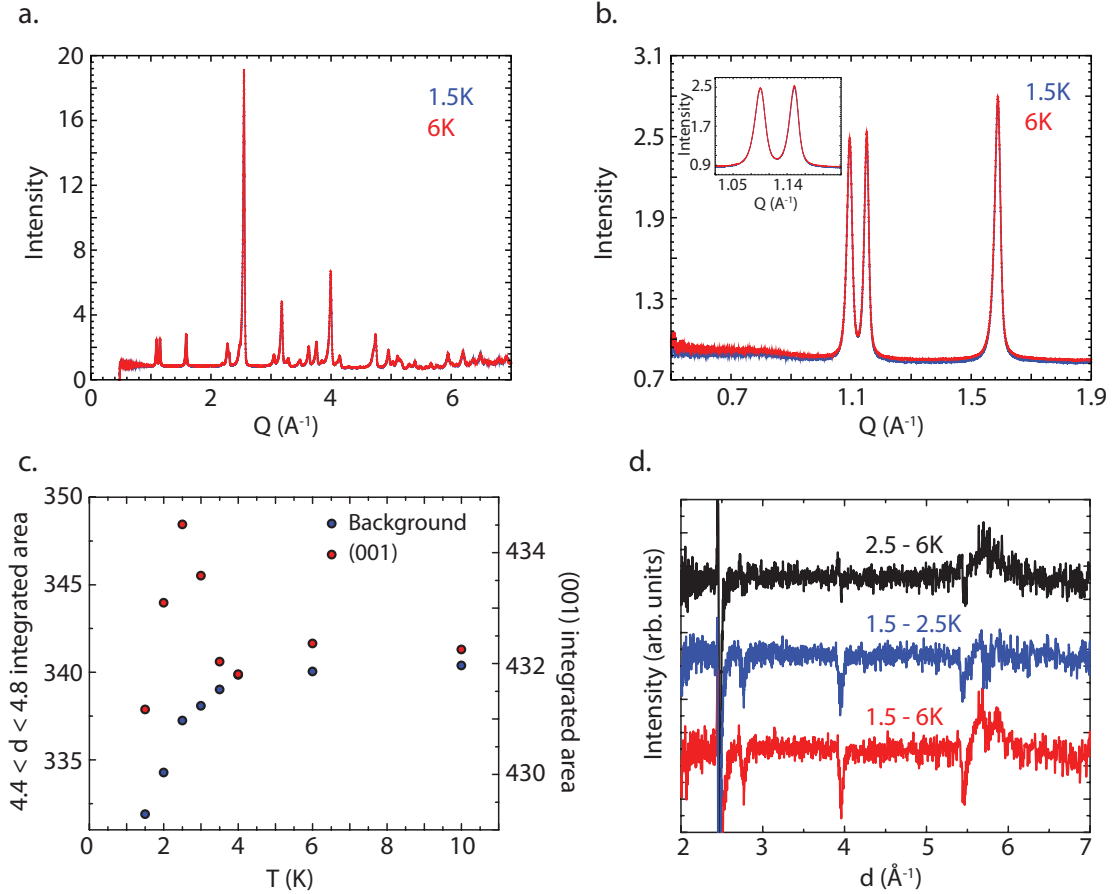 a.
20
16
12
8
4
0
Intensity
1.5K
6K
0 2 4 6
Q (A⁻¹)
b.
3.1
2.5
1.9
1.3
0.7
Intensity
1.5K
6K
2.5
1.7
0.9
Intensity
1.05 1.14
Q (A⁻¹)
0.7 1.1 1.5 1.9
Q (A⁻¹)
c.
350
345
340
335
4.4 < d < 4.8 integrated area
Background
(001)
434
432
430
(001) integrated area
0 2 4 6 8 10
T (K)
d.
Intensity (arb. units)
2.5 - 6K
1.5 - 2.5K
1.5 - 6K
2 3 4 5 6 7
d (Å⁻¹)